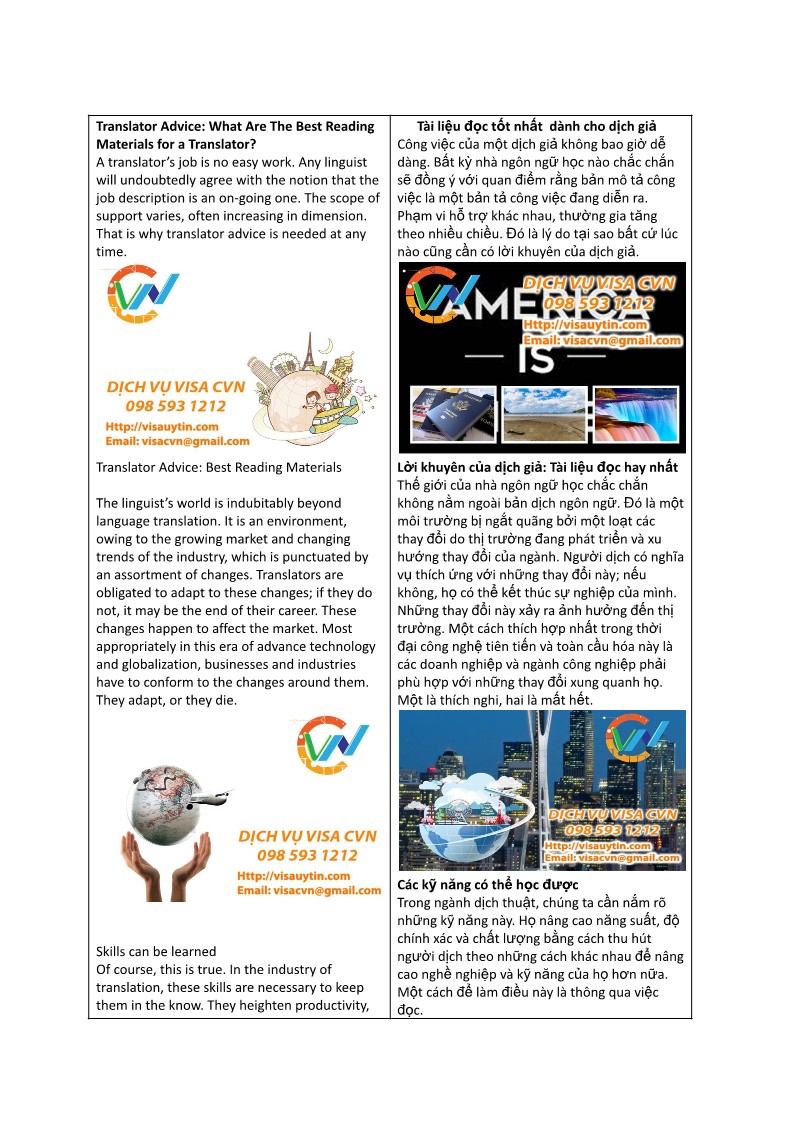 Translator Advice: What Are The Best Reading
Materials for a Translator?
A translator’s job is no easy work. Any linguist
will undoubtedly agree with the notion that the
job description is an on-going one. The scope of
support varies, often increasing in dimension.
That is why translator advice is needed at any
time.
CVN
DỊCH VỤ VISA CVN
098 593 1212
Http://visauytin.com
Email: visacvn@gmail.com
Translator Advice: Best Reading Materials
The linguist’s world is indubitably beyond
language translation. It is an environment,
owing to the growing market and changing
trends of the industry, which is punctuated by
an assortment of changes. Translators are
obligated to adapt to these changes; if they do
not, it may be the end of their career. These
changes happen to affect the market. Most
appropriately in this era of advance technology
and globalization, businesses and industries
have to conform to the changes around them.
They adapt, or they die.
CVN
DỊCH VỤ VISA CVN
098 593 1212
Http://visauytin.com
Email: visacvn@gmail.com
Skills can be learned
Of course, this is true. In the industry of
translation, these skills are necessary to keep
them in the know. They heighten productivity,
Tài liệu đọc tốt nhất  dành cho dịch giả
Công việc của một dịch giả không bao giờ dễ
dàng. Bất kỳ nhà ngôn ngữ học nào chắc chắn
sẽ đồng ý với quan điểm rằng bản mô tả công
việc là một bản tả công việc đang diễn ra.
Phạm vi hỗ trợ khác nhau, thường gia tăng
theo nhiều chiều. Đó là lý do tại sao bất cứ lúc
nào cũng cần có lời khuyên của dịch giả.
CVN
DỊCH VỤ VISA CVN
AMERICA
098 593 1212
Http://visauytin.com
Email: visacvn@gmail.com
IS
Lời khuyên của dịch giả: Tài liệu đọc hay nhất
Thế giới của nhà ngôn ngữ học chắc chắn
không nằm ngoài bản dịch ngôn ngữ. Đó là một
môi trường bị ngắt quãng bởi một loạt các
thay đổi do thị trường đang phát triển và xu
hướng thay đổi của ngành. Người dịch có nghĩa
vụ thích ứng với những thay đổi này; nếu
không, họ có thể kết thúc sự nghiệp của mình.
Những thay đổi này xảy ra ảnh hưởng đến thị
trường. Một cách thích hợp nhất trong thời
đại công nghệ tiên tiến và toàn cầu hóa này là
các doanh nghiệp và ngành công nghiệp phải
phù hợp với những thay đổi xung quanh họ.
Một là thích nghi, hai là mất hết.
CVN
DỊCH VỤ VISA CVN
098 593 1212
Http://visauytin.com
Email: visacvn@gmail.com
Các kỹ năng có thể học được
Trong ngành dịch thuật, chúng ta cần nắm rõ
những kỹ năng này. Họ nâng cao năng suất, độ
chính xác và chất lượng bằng cách thu hút
người dịch theo những cách khác nhau để nâng
cao nghề nghiệp và kỹ năng của họ hơn nữa.
Một cách để làm điều này là thông qua việc
đọc.